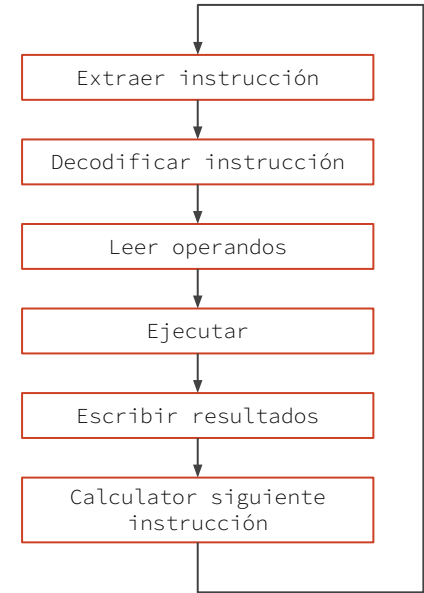 Extraer instrucción
Decodificar instrucción
Leer operandos
Ejecutar
Escribir resultados
Calculator siguiente
instrucción